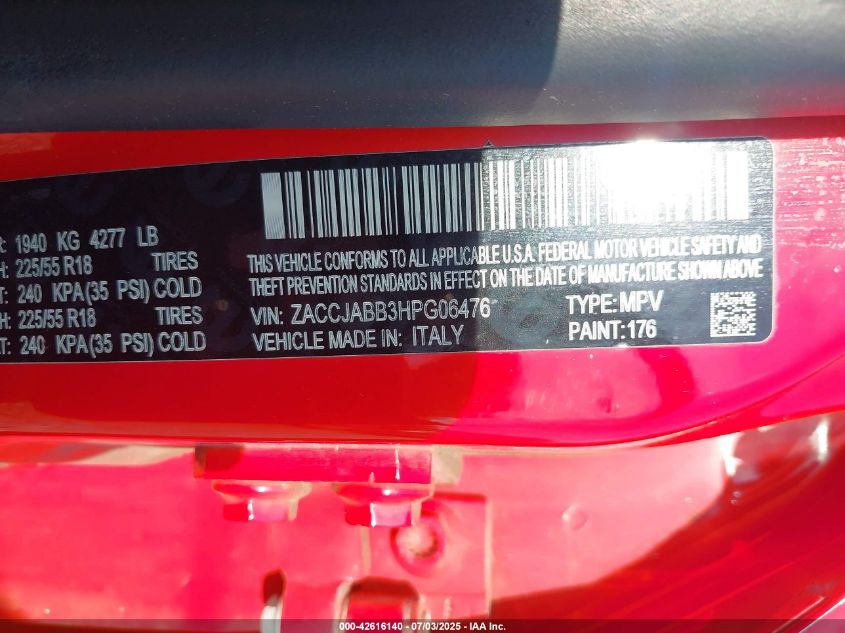 1940 KG 4277 LB
225/55 R18 TIRES
240 KPA(35 PSI) COLD
225/55 R18 TIRES
240 KPA(35 PSI) COLD
THIS VEHICLE CONFORMS TO ALL APPLICABLE U.S.A. FEDERAL MOTOR VEHICLE SAFETY AND
THEFT PREVENTION STANDARDS IN EFFECT ON THE DATE OF MANUFACTURE SHOWN ABOVE
VIN: ZACCJABB3HPG06476
TYPE: MPV
VEHICLE MADE IN: ITALY
PAINT: 176
000-42616140 - 07/03/2025 - IAA Inc.